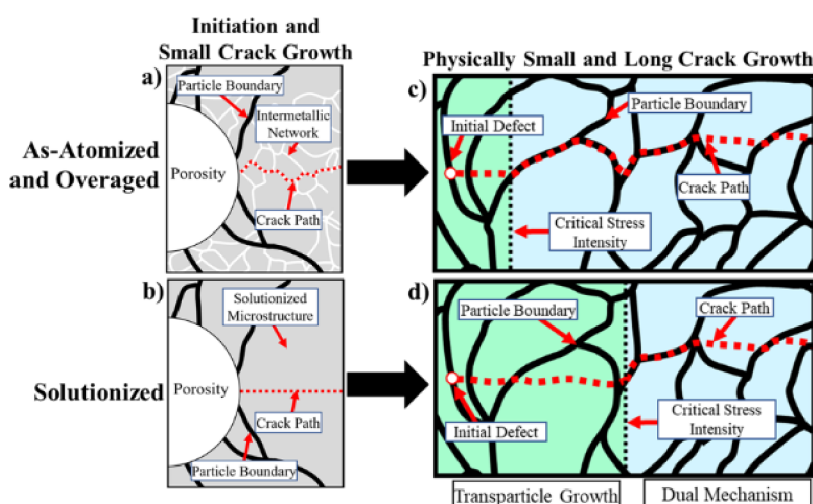 Initiation and
Small Crack Growth
Physically Small and Long Crack Growth
As-Atomized
and Overaged
a)
Particle Boundary
Intermetallic
Network
Porosity
Crack Path
c)
Particle Boundary
Initial Defect
Crack Path
Critical Stress
Intensity
Solutionized
b)
Solutionized
Microstructure
Porosity
Crack Path
Particle Boundary
d)
Particle Boundary
Crack Path
Critical Stress
Intensity
Initial Defect
Transparticle Growth
Dual Mechanism